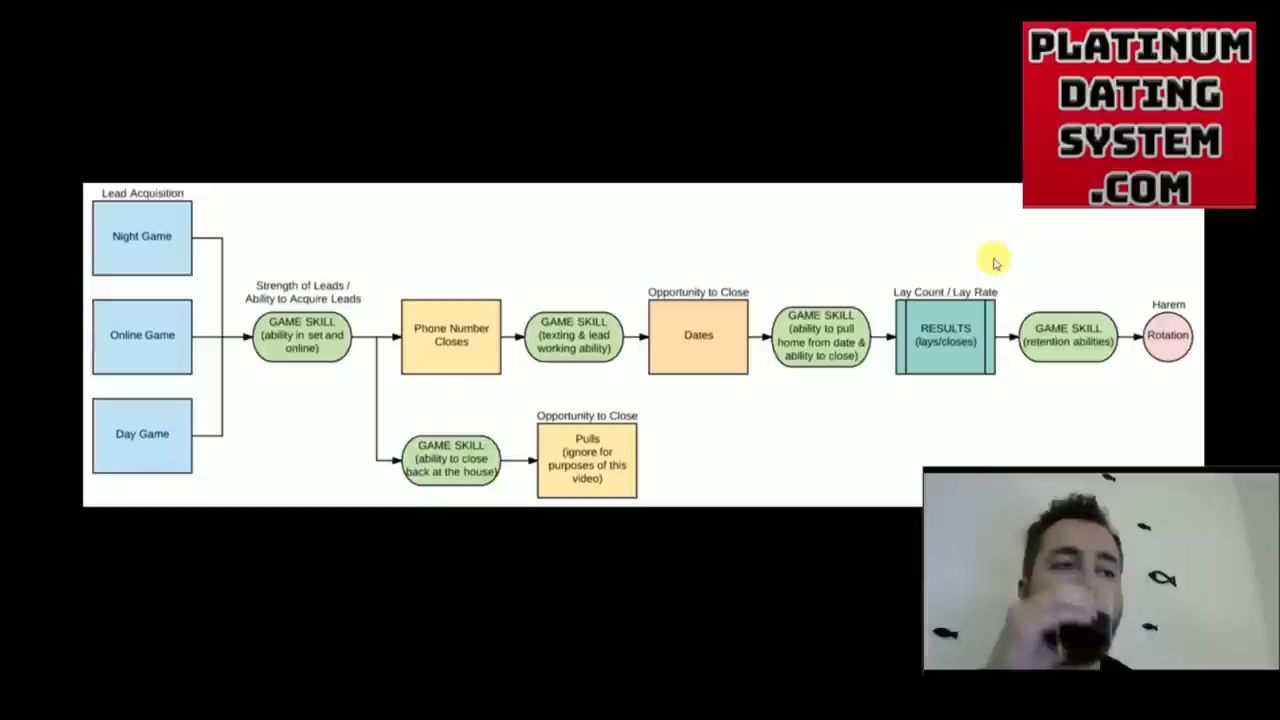 PLATINUM
DATING
SYSTEM
.COM
Lead Acquisition
Night Game
Online Game
Day Game
Strength of Leads /
Ability to Acquire Leads
GAME SKILL
(ability in set and
online)
Phone Number
Closes
GAME SKILL
(texting & lead
working ability)
Opportunity to Close
Dates
GAME SKILL
(ability to pull
home from date &
ability to close)
Lay Count / Lay Rate
RESULTS
(lays/closes)
GAME SKILL
(retention abilities)
Harem
Rotation
GAME SKILL
(ability to close
back at the house)
Opportunity to Close
Pulls
(ignore for
purposes of this
video)